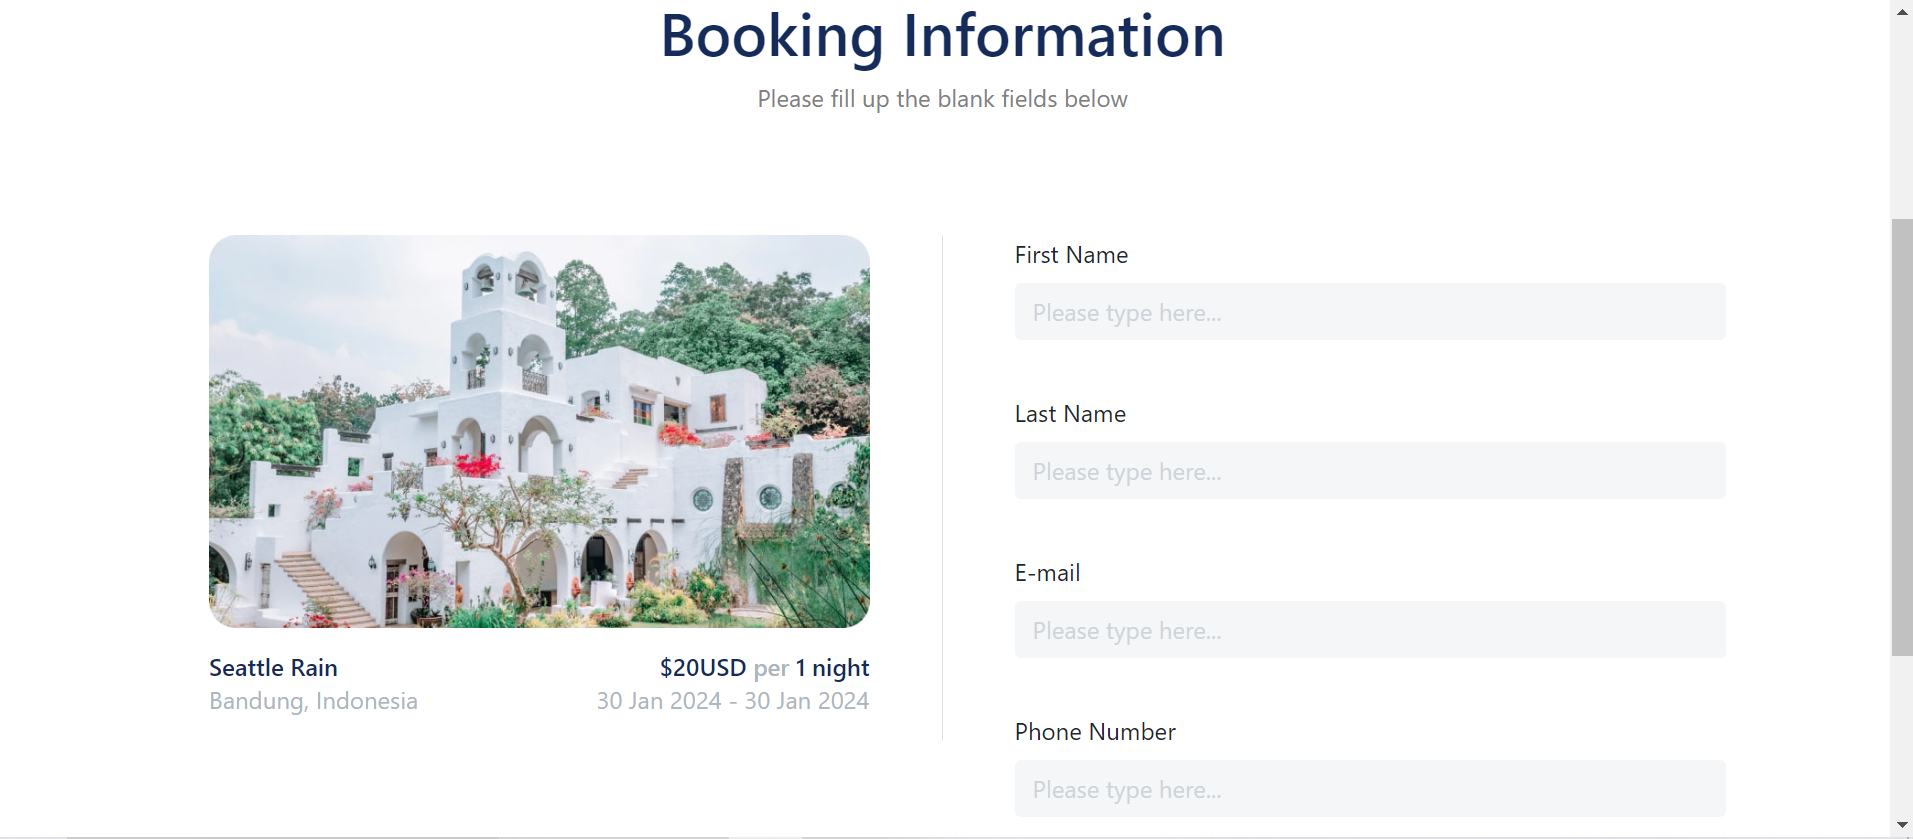 Booking Information
Please fill up the blank fields below
Seattle Rain
$20USD per 1 night
Bandung, Indonesia
30 Jan 2024 - 30 Jan 2024
First Name
Please type here...
Last Name
Please type here...
E-mail
Please type here...
Phone Number
Please type here...